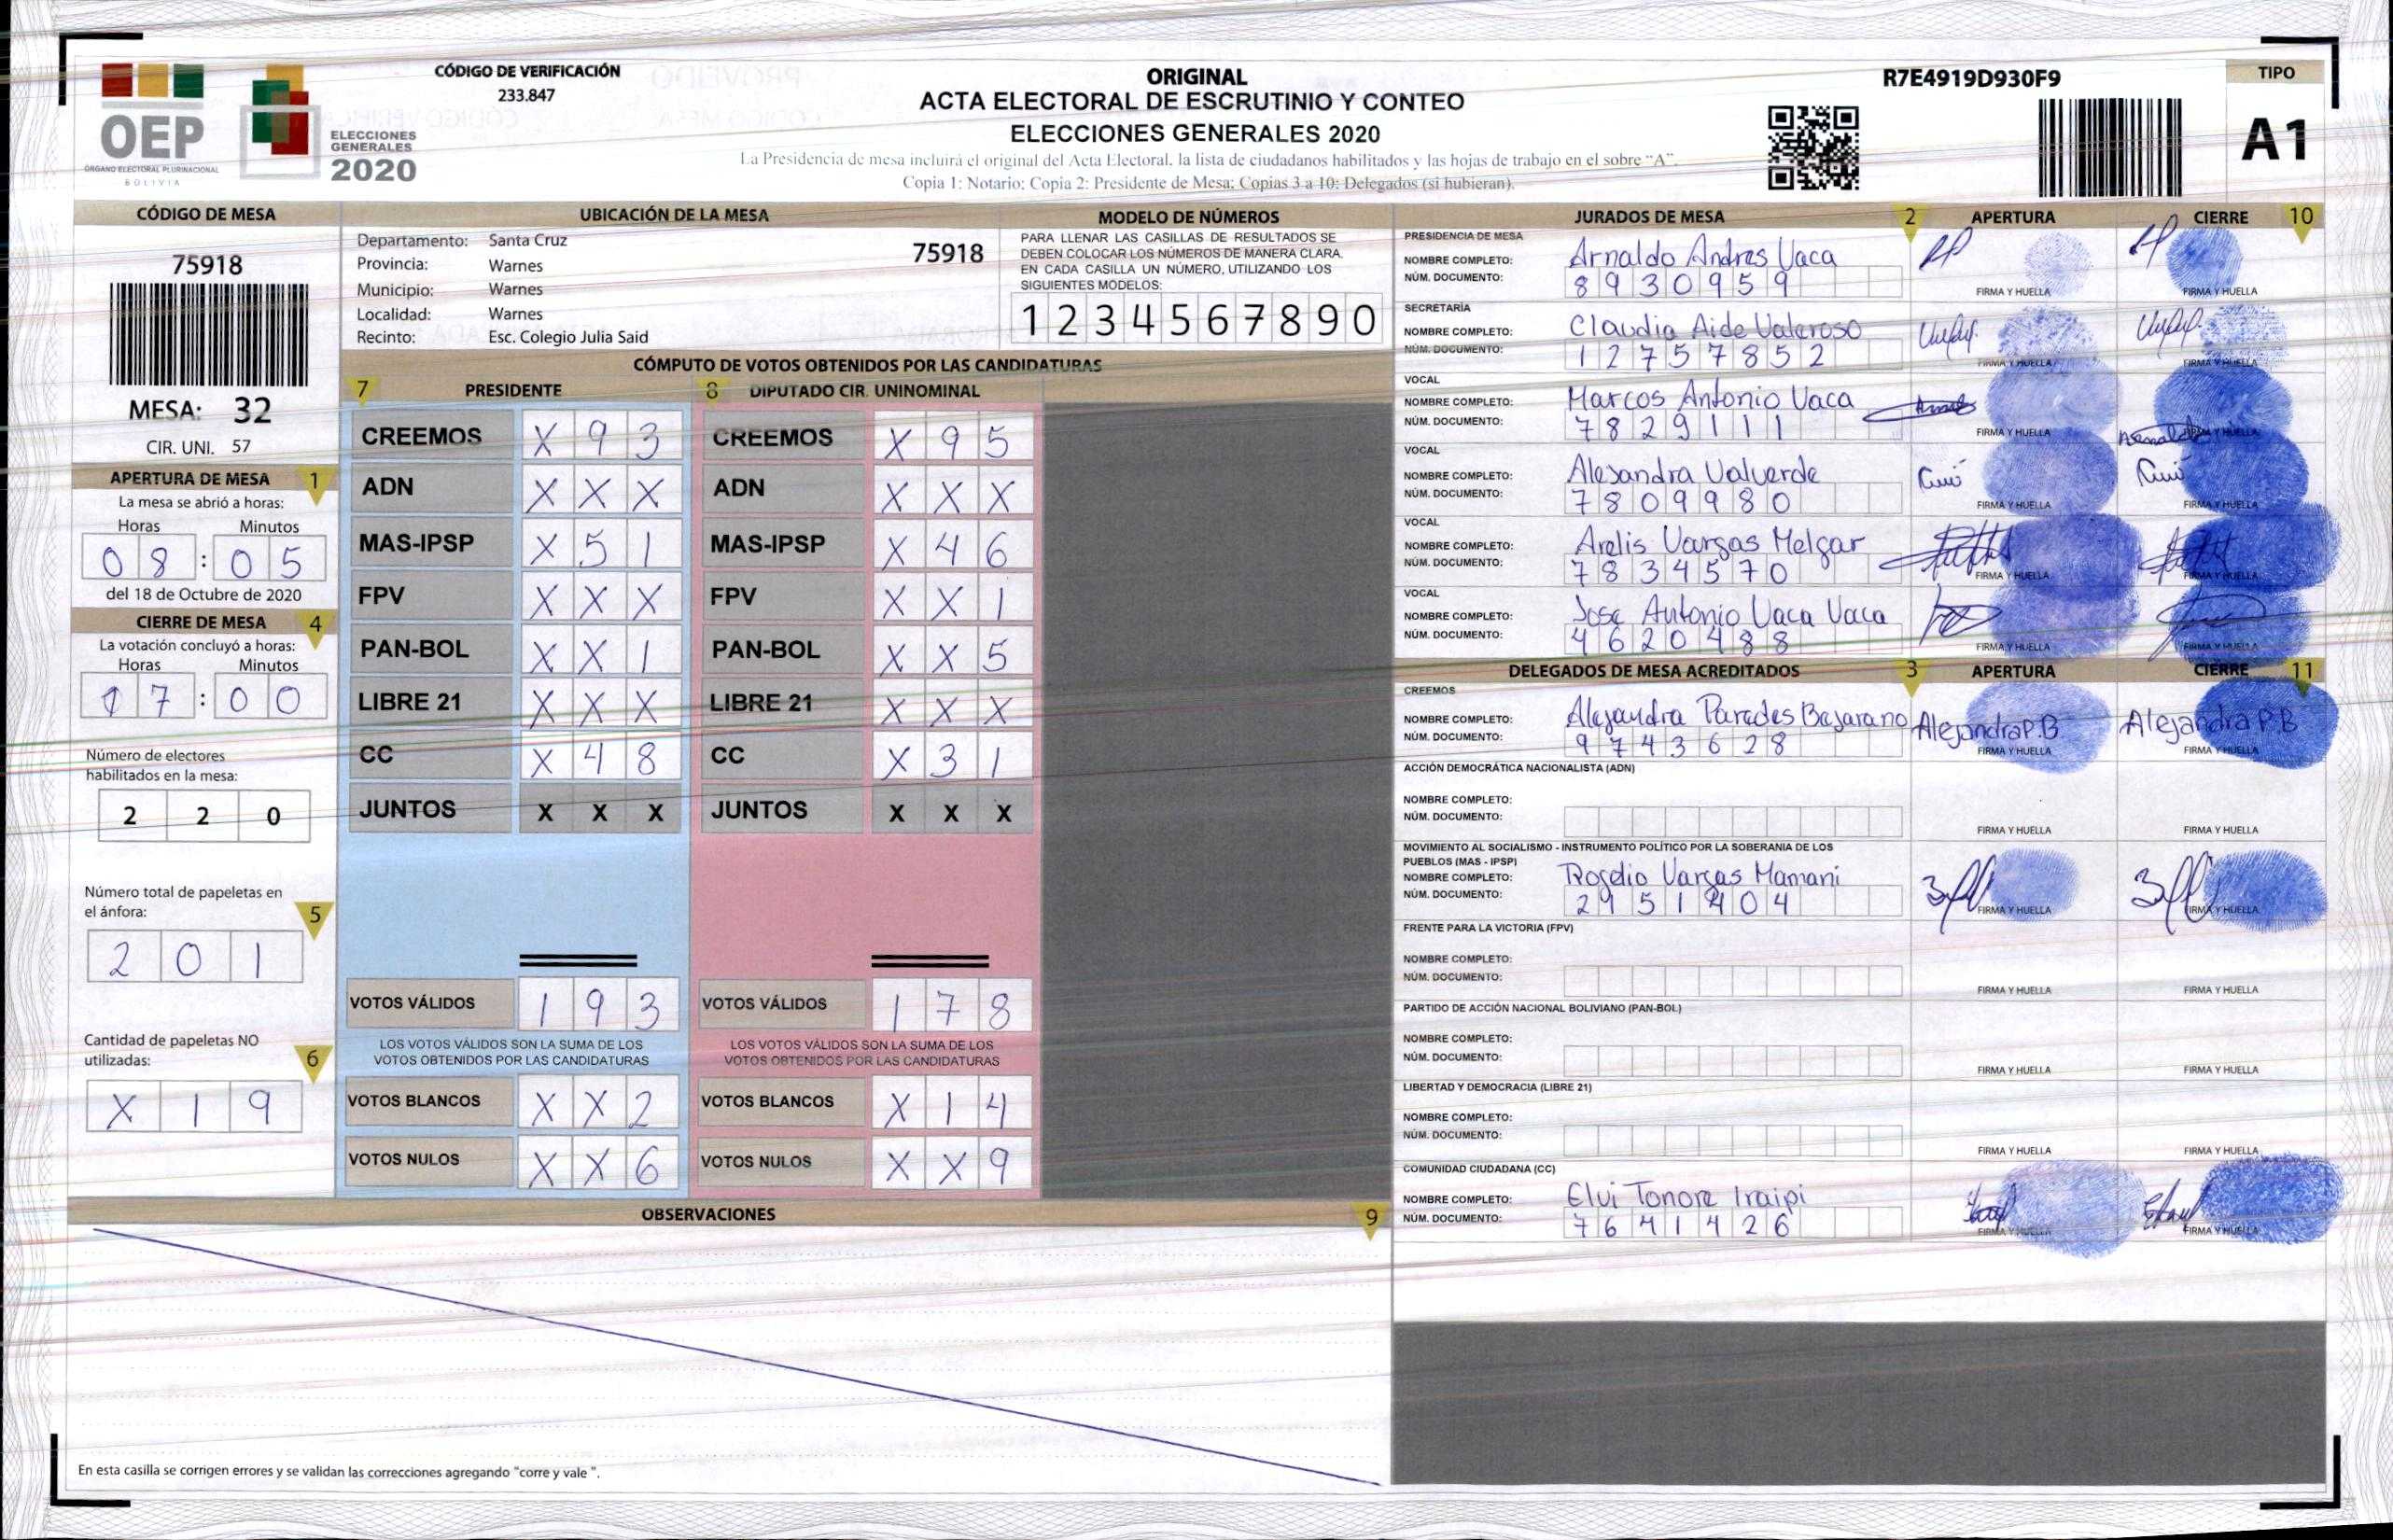 OEP
ÓRGANO ELECTORAL PLURINACIONAL
BOLIVIA
ELECCIONES
GENERALES
2020
CÓDIGO DE VERIFICACIÓN
233.847
ORIGINAL
ACTA ELECTORAL DE ESCRUTINIO Y CONTEO
ELECCIONES GENERALES 2020
La Presidencia de mesa incluirá el original del Acta Electoral, la lista de ciudadanos habilitados y las hojas de trabajo en el sobre "A".
Copia 1: Notario; Copia 2: Presidente de Mesa; Copias 3 a 10: Delegados (si hubieran).
R7E4919D930F9
TIPO
A1
CÓDIGO DE MESA
75918
MESA: 32
CIR. UNI. 57
APERTURA DE MESA 1
La mesa se abrió a horas:
Horas Minutos
08 : 05
del 18 de Octubre de 2020
CIERRE DE MESA 4
La votación concluyó a horas:
Horas Minutos
17 : 00
Número de electores
habilitados en la mesa:
2 2 0
Número total de papeletas en
el ánfora: 5
2 0 1
Cantidad de papeletas NO
utilizadas: 6
X 1 9
UBICACIÓN DE LA MESA
Departamento: Santa Cruz 75918
Provincia: Warnes
Municipio: Warnes
Localidad: Warnes
Recinto: Esc. Colegio Julia Said
MODELO DE NÚMEROS
PARA LLENAR LAS CASILLAS DE RESULTADOS SE
DEBEN COLOCAR LOS NÚMEROS DE MANERA CLARA.
EN CADA CASILLA UN NÚMERO, UTILIZANDO LOS
SIGUIENTES MODELOS:
1 2 3 4 5 6 7 8 9 0
CÓMPUTO DE VOTOS OBTENIDOS POR LAS CANDIDATURAS
7 PRESIDENTE 8 DIPUTADO CIR. UNINOMINAL
CREEMOS X 9 3 CREEMOS X 9 5
ADN X X X ADN X X X
MAS-IPSP X 5 1 MAS-IPSP X 4 6
FPV X X X FPV X X 1
PAN-BOL X X 1 PAN-BOL X X 5
LIBRE 21 X X X LIBRE 21 X X X
CC X 4 8 CC X 3 1
JUNTOS X X X JUNTOS X X X
VOTOS VÁLIDOS 1 9 3 VOTOS VÁLIDOS 1 7 8
LOS VOTOS VÁLIDOS SON LA SUMA DE LOS LOS VOTOS VÁLIDOS SON LA SUMA DE LOS
VOTOS OBTENIDOS POR LAS CANDIDATURAS VOTOS OBTENIDOS POR LAS CANDIDATURAS
VOTOS BLANCOS X X 2 VOTOS BLANCOS X 1 4
VOTOS NULOS X X 6 VOTOS NULOS X X 9
OBSERVACIONES 9
En esta casilla se corrigen errores y se validan las correcciones agregando "corre y vale ".
JURADOS DE MESA 2 APERTURA CIERRE 10
PRESIDENCIA DE MESA
NOMBRE COMPLETO: Arnaldo Andres Vaca
NÚM. DOCUMENTO: 8930959
FIRMA Y HUELLA FIRMA Y HUELLA
SECRETARÍA
NOMBRE COMPLETO: Claudia Aide Valeroso
NÚM. DOCUMENTO: 12757852
FIRMA Y HUELLA FIRMA Y HUELLA
VOCAL
NOMBRE COMPLETO: Marcos Antonio Vaca
NÚM. DOCUMENTO: 7829111
FIRMA Y HUELLA FIRMA Y HUELLA
VOCAL
NOMBRE COMPLETO: Alejandra Valverde
NÚM. DOCUMENTO: 7809980
FIRMA Y HUELLA FIRMA Y HUELLA
VOCAL
NOMBRE COMPLETO: Arelis Vargas Melgar
NÚM. DOCUMENTO: 7834570
FIRMA Y HUELLA FIRMA Y HUELLA
VOCAL
NOMBRE COMPLETO: Jose Antonio Vaca Vaca
NÚM. DOCUMENTO: 4620488
FIRMA Y HUELLA FIRMA Y HUELLA
DELEGADOS DE MESA ACREDITADOS 3 APERTURA CIERRE 11
CREEMOS
NOMBRE COMPLETO: Alejandra Paredes Bejarano Alejandra P.B Alejandra P.B
NÚM. DOCUMENTO: 9743628
FIRMA Y HUELLA FIRMA Y HUELLA
ACCIÓN DEMOCRÁTICA NACIONALISTA (ADN)
NOMBRE COMPLETO:
NÚM. DOCUMENTO:
FIRMA Y HUELLA FIRMA Y HUELLA
MOVIMIENTO AL SOCIALISMO - INSTRUMENTO POLÍTICO POR LA SOBERANIA DE LOS
PUEBLOS (MAS - IPSP)
NOMBRE COMPLETO: Rogelio Vargas Mamani
NÚM. DOCUMENTO: 2951404
FIRMA Y HUELLA FIRMA Y HUELLA
FRENTE PARA LA VICTORIA (FPV)
NOMBRE COMPLETO:
NÚM. DOCUMENTO:
FIRMA Y HUELLA FIRMA Y HUELLA
PARTIDO DE ACCIÓN NACIONAL BOLIVIANO (PAN-BOL)
NOMBRE COMPLETO:
NÚM. DOCUMENTO:
FIRMA Y HUELLA FIRMA Y HUELLA
LIBERTAD Y DEMOCRACIA (LIBRE 21)
NOMBRE COMPLETO:
NÚM. DOCUMENTO:
FIRMA Y HUELLA FIRMA Y HUELLA
COMUNIDAD CIUDADANA (CC)
NOMBRE COMPLETO: Elvi Tonore Iraipi
NÚM. DOCUMENTO: 7641426
FIRMA Y HUELLA FIRMA Y HUELLA